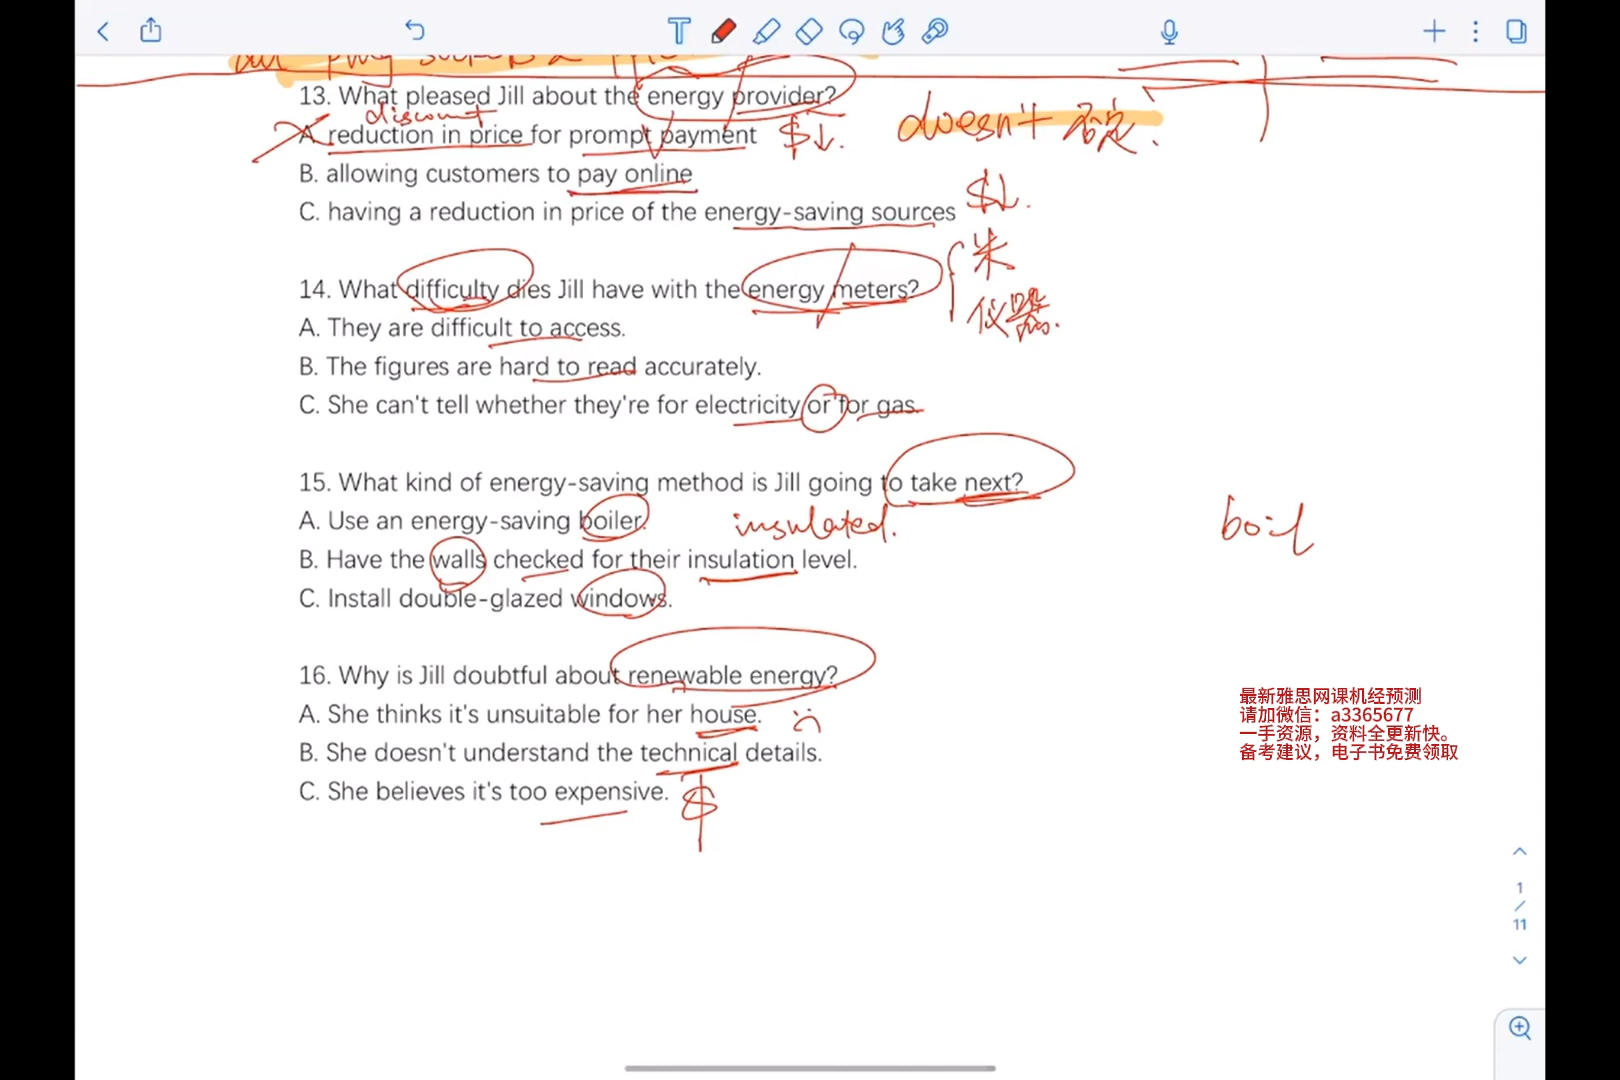 13. What pleased Jill about the energy provider?
discount
doesn't 否定.
A. reduction in price for prompt payment $↓.
B. allowing customers to pay online
C. having a reduction in price of the energy-saving sources $↓.
米
14. What difficulty dies Jill have with the energy meters?
仪器.
A. They are difficult to access.
B. The figures are hard to read accurately.
C. She can't tell whether they're for electricity or for gas.
15. What kind of energy-saving method is Jill going to take next?
A. Use an energy-saving boiler.
insulated.
boil
B. Have the walls checked for their insulation level.
C. Install double-glazed windows.
16. Why is Jill doubtful about renewable energy?
A. She thinks it's unsuitable for her house.
B. She doesn't understand the technical details.
C. She believes it's too expensive. $
最新雅思网课机经预测
请加微信：a3365677
一手资源，资料全更新快。
备考建议，电子书免费领取
1
/
11